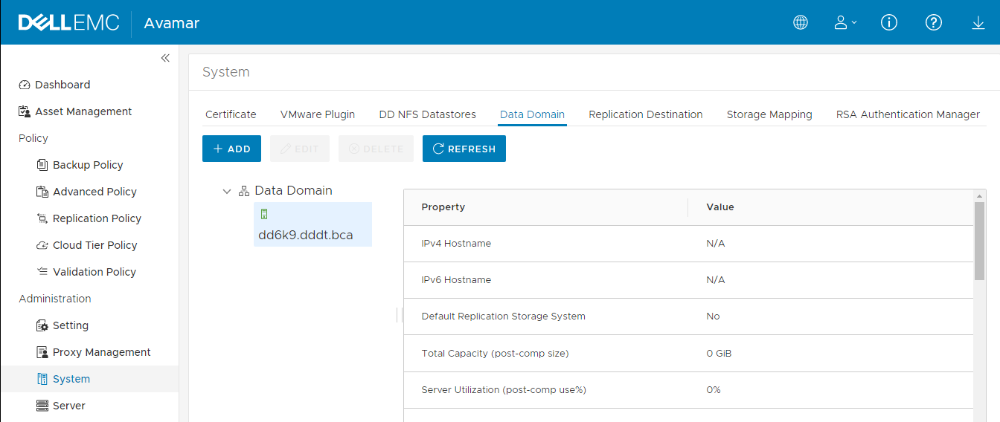 DELLEMC Avamar
Dashboard
Asset Management
Policy
Backup Policy
Advanced Policy
Replication Policy
Cloud Tier Policy
Validation Policy
Administration
Setting
Proxy Management
System
Server
System
Certificate VMware Plugin DD NFS Datastores Data Domain Replication Destination Storage Mapping RSA Authentication Manager
ADD EDIT DELETE REFRESH
Data Domain
dd6k9.dddt.bca
Property Value
IPv4 Hostname N/A
IPv6 Hostname N/A
Default Replication Storage System No
Total Capacity (post-comp size) 0 GiB
Server Utilization (post-comp use%) 0%